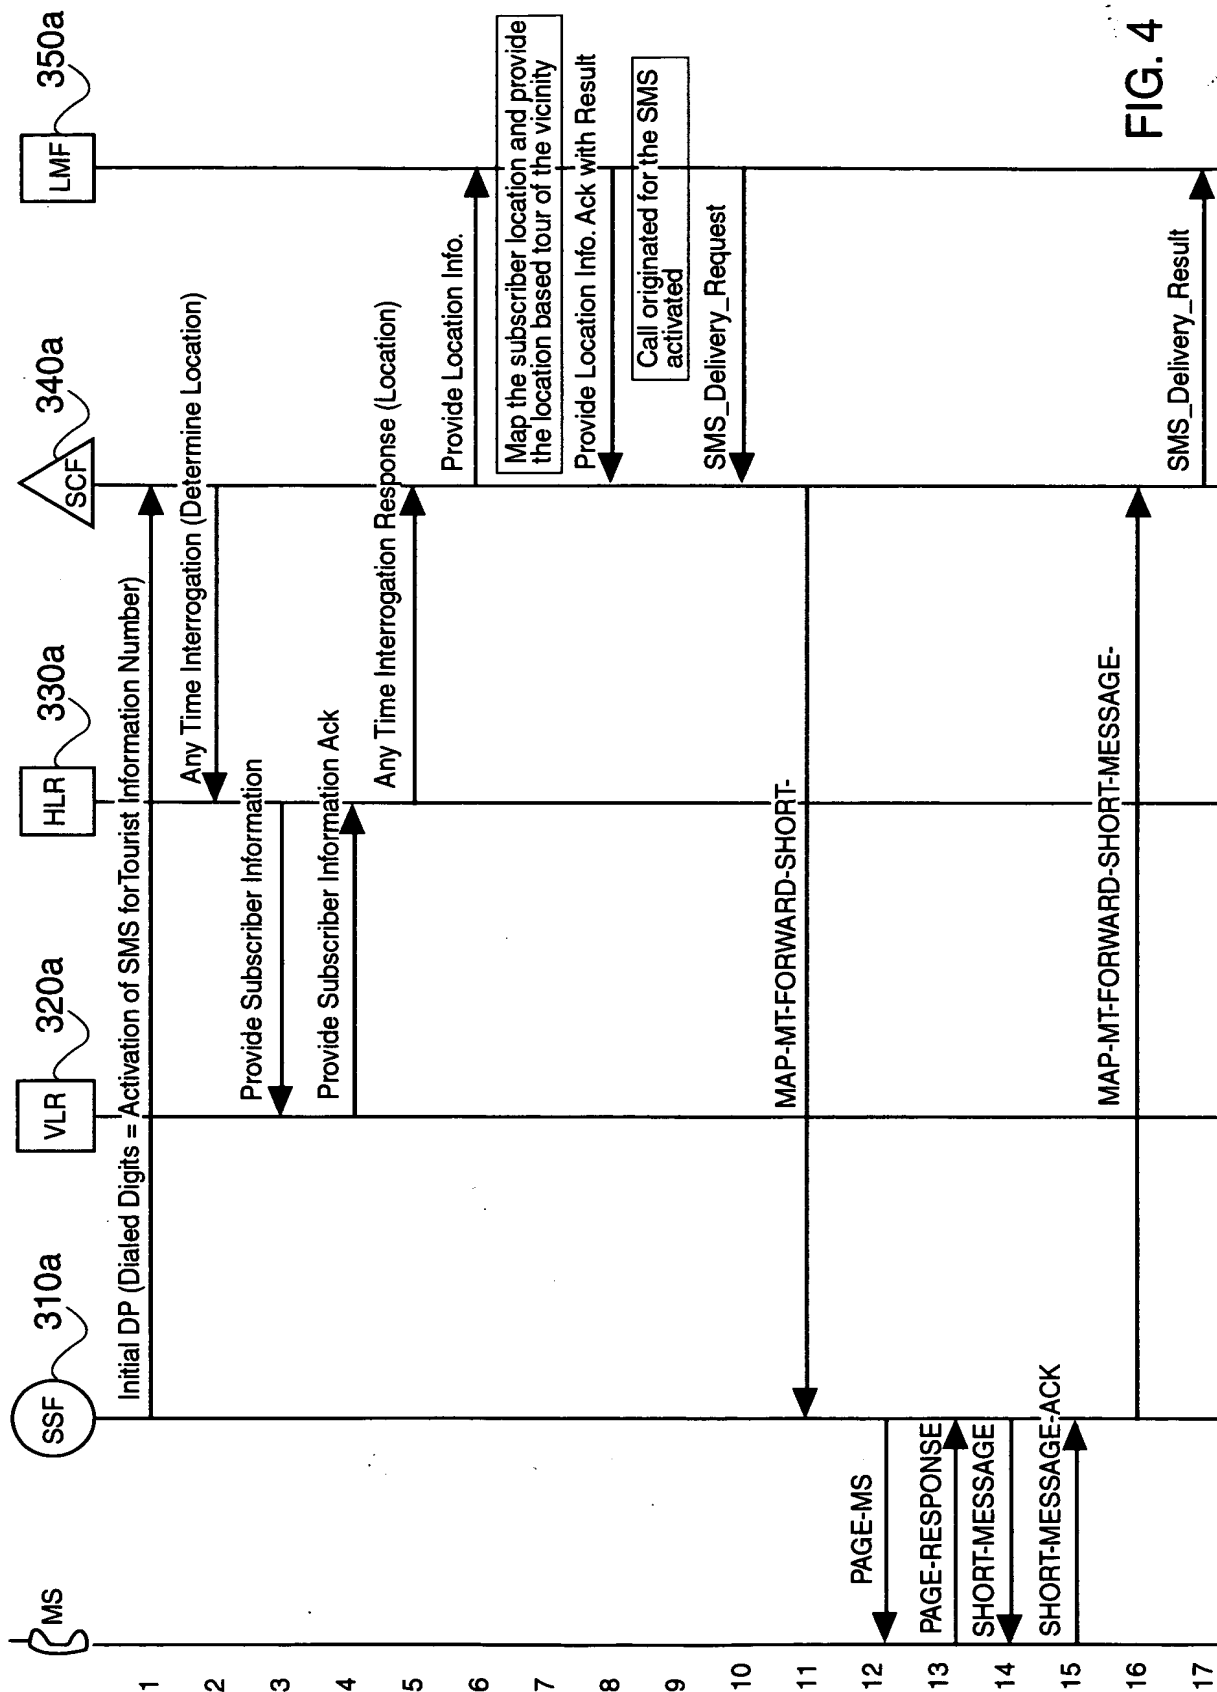 MS
SSF
310a
VLR
320a
HLR
330a
SCF
340a
LMF
350a
1
Initial DP (Dialed Digits = Activation of SMS forTourist Information Number)
2
Any Time Interrogation (Determine Location)
3
Provide Subscriber Information
4
Provide Subscriber Information Ack
5
Any Time Interrogation Response (Location)
6
Provide Location Info.
7
Map the subscriber location and provide
the location based tour of the vicinity
8
Provide Location Info. Ack with Result
9
Call originated for the SMS
activated
10
SMS_Delivery_Request
11
MAP-MT-FORWARD-SHORT-
12
PAGE-MS
13
PAGE-RESPONSE
14
SHORT-MESSAGE
15
SHORT-MESSAGE-ACK
16
MAP-MT-FORWARD-SHORT-MESSAGE-
17
SMS_Delivery_Result
FIG. 4